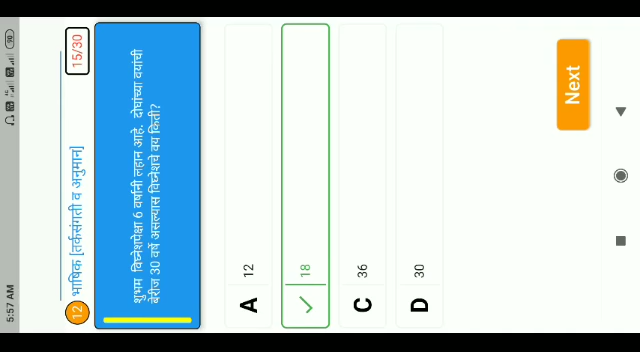 5:57 AM
90
12 भाषिक [तर्कसंगती व अनुमान]
15/30
शुभम विघ्नेशपेक्षा 6 वर्षांनी लहान आहे. दोघांच्या वयांची
बेरीज 30 वर्षे असल्यास विघ्नेशचे वय किती?
A 12
18
C 36
D 30
Next